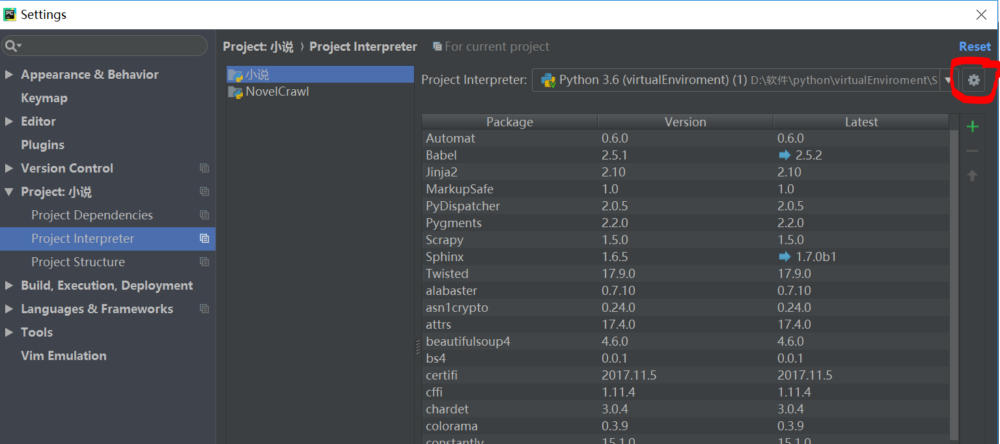 Settings
Project: 小说 › Project Interpreter For current project Reset
Appearance & Behavior
Keymap
Editor
Plugins
Version Control
Project: 小说
Project Dependencies
Project Interpreter
Project Structure
Build, Execution, Deployment
Languages & Frameworks
Tools
Vim Emulation
小说
NovelCrawl
Project Interpreter: Python 3.6 (virtualEnviroment) (1) D:\软件\python\virtualEnviroment\S
Package Version Latest
Automat 0.6.0 0.6.0
Babel 2.5.1 2.5.2
Jinja2 2.10 2.10
MarkupSafe 1.0 1.0
PyDispatcher 2.0.5 2.0.5
Pygments 2.2.0 2.2.0
Scrapy 1.5.0 1.5.0
Sphinx 1.6.5 1.7.0b1
Twisted 17.9.0 17.9.0
alabaster 0.7.10 0.7.10
asn1crypto 0.24.0 0.24.0
attrs 17.4.0 17.4.0
beautifulsoup4 4.6.0 4.6.0
bs4 0.0.1 0.0.1
certifi 2017.11.5 2017.11.5
cffi 1.11.4 1.11.4
chardet 3.0.4 3.0.4
colorama 0.3.9 0.3.9
constantly 15.1.0 15.1.0